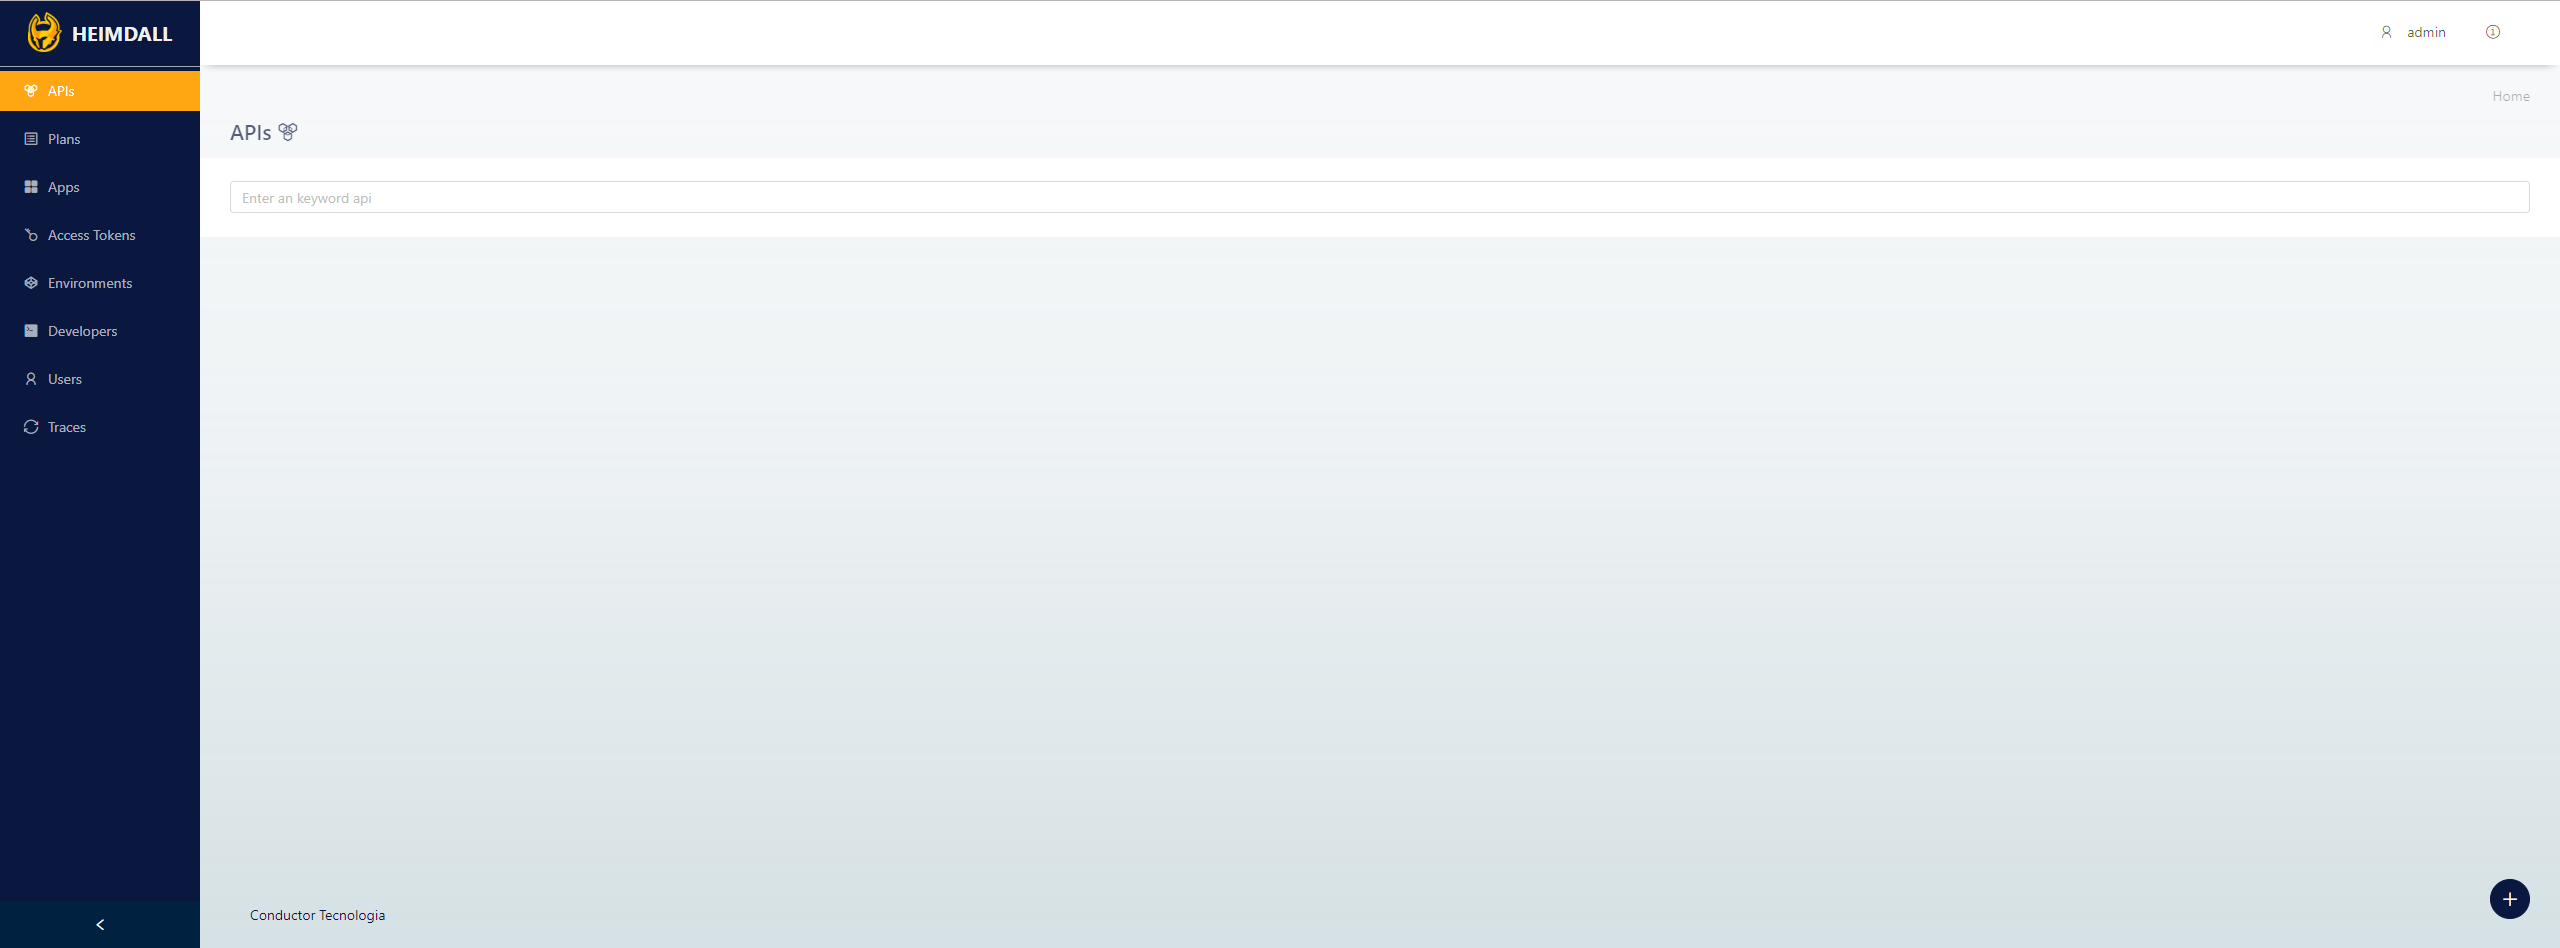 HEIMDALL
admin
APIs
Plans
Apps
Access Tokens
Environments
Developers
Users
Traces
Home
APIs
Enter an keyword api
Conductor Tecnologia